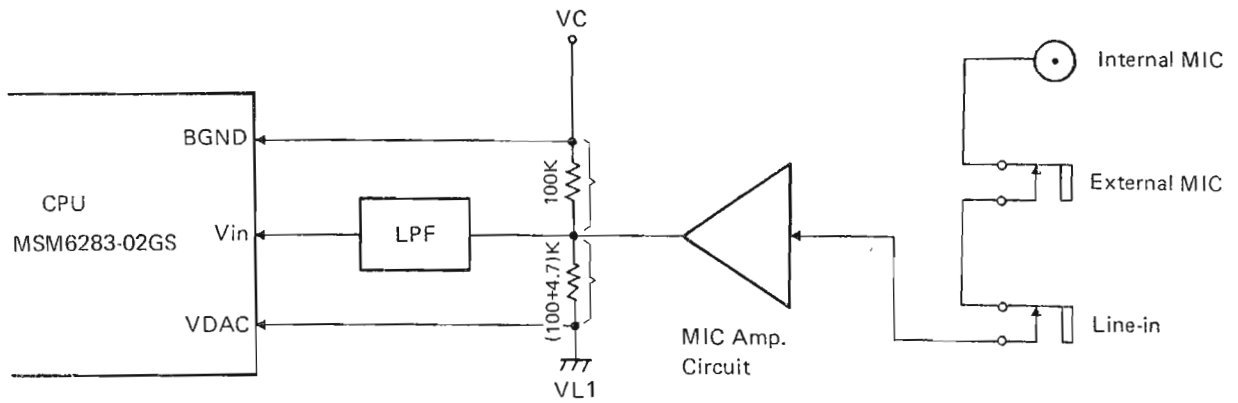 VC
Internal MIC
BGND
100K
External MIC
CPU
MSM6283-02GS
Vin
LPF
(100+4.7)K
VDAC
MIC Amp.
Circuit
Line-in
VL1